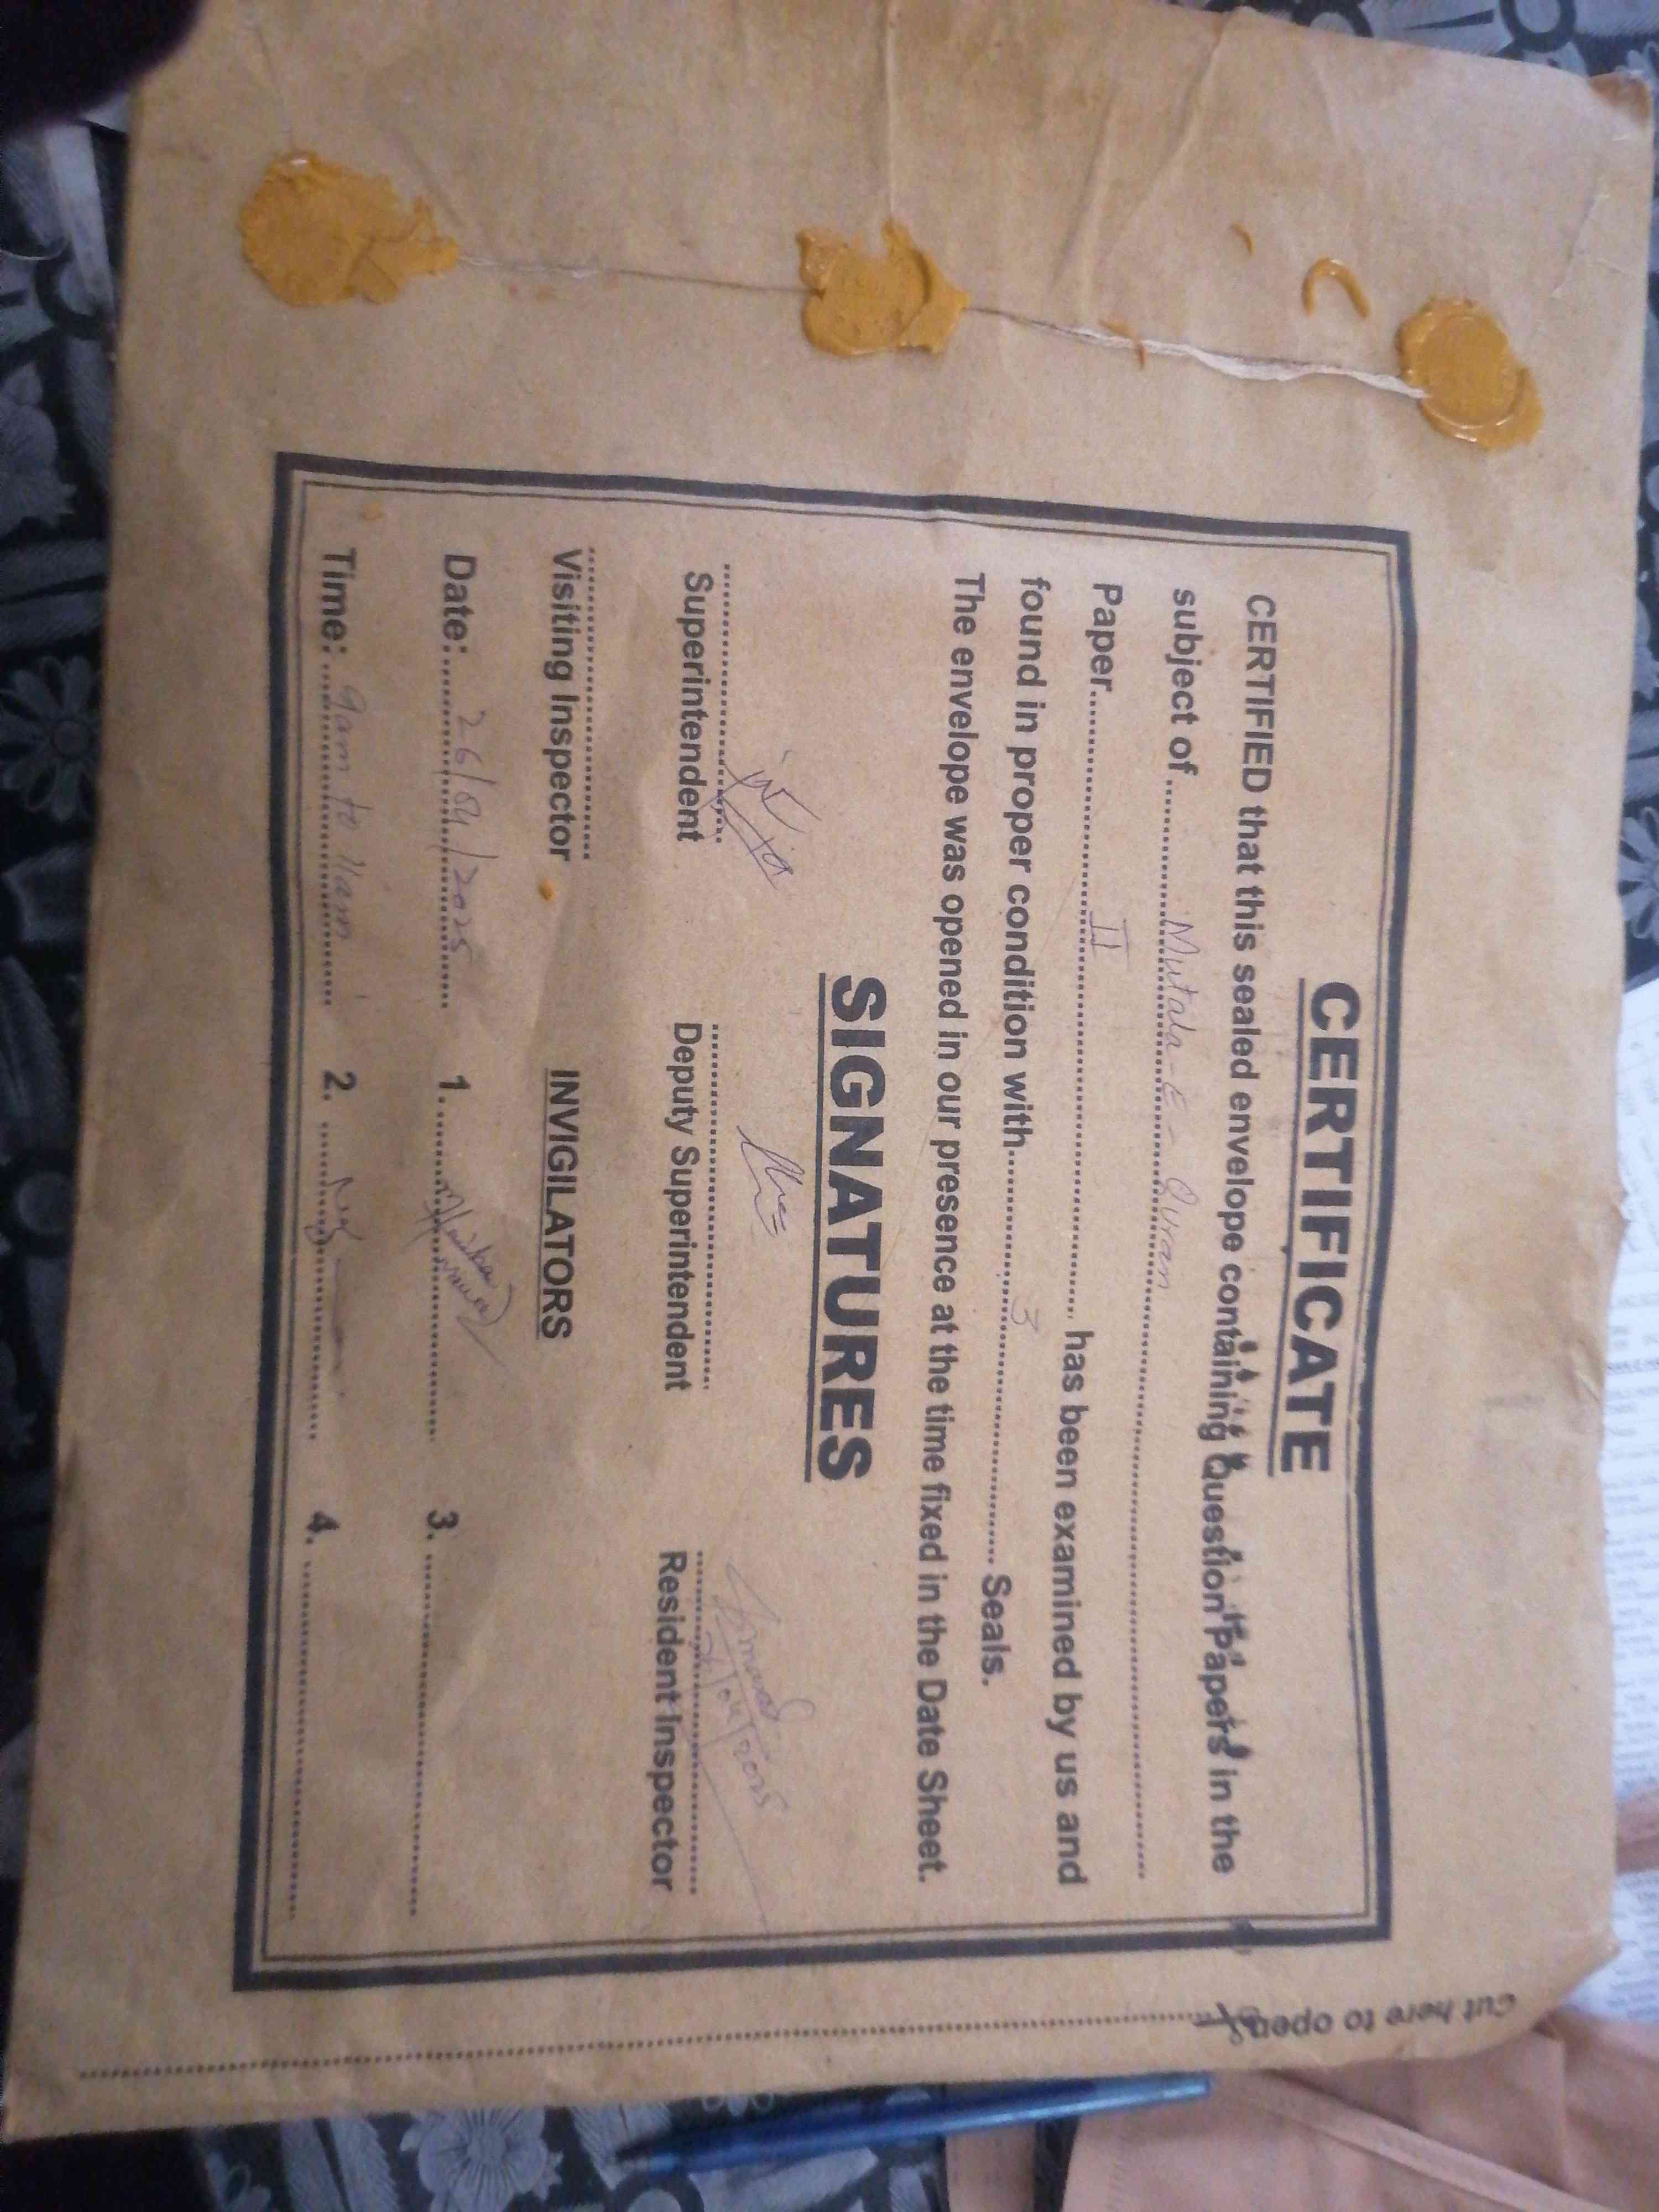 CERTIFICATE
CERTIFIED that this sealed envelope containing Question Papers in the
subject of ........ Mutala-E-Quran ........
Paper........ II ........ has been examined by us and
found in proper condition with........ 3 ........ Seals.
The envelope was opened in our presence at the time fixed in the Date Sheet.
SIGNATURES
Superintendent Deputy Superintendent Resident Inspector
Visiting Inspector INVIGILATORS
Date:.... 26/04/2025 .... 1. ........ 3. ........
Time: .... 9am to 11am .... 2. ........ 4. ........
Cut here to open